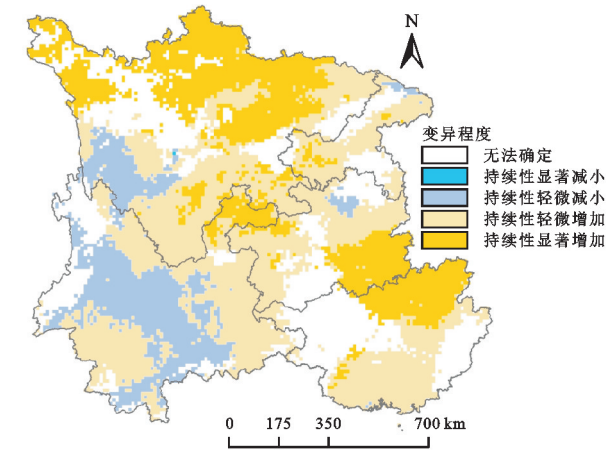 N
变异程度
无法确定
持续性显著减小
持续性轻微减小
持续性轻微增加
持续性显著增加
0 175 350 700 km